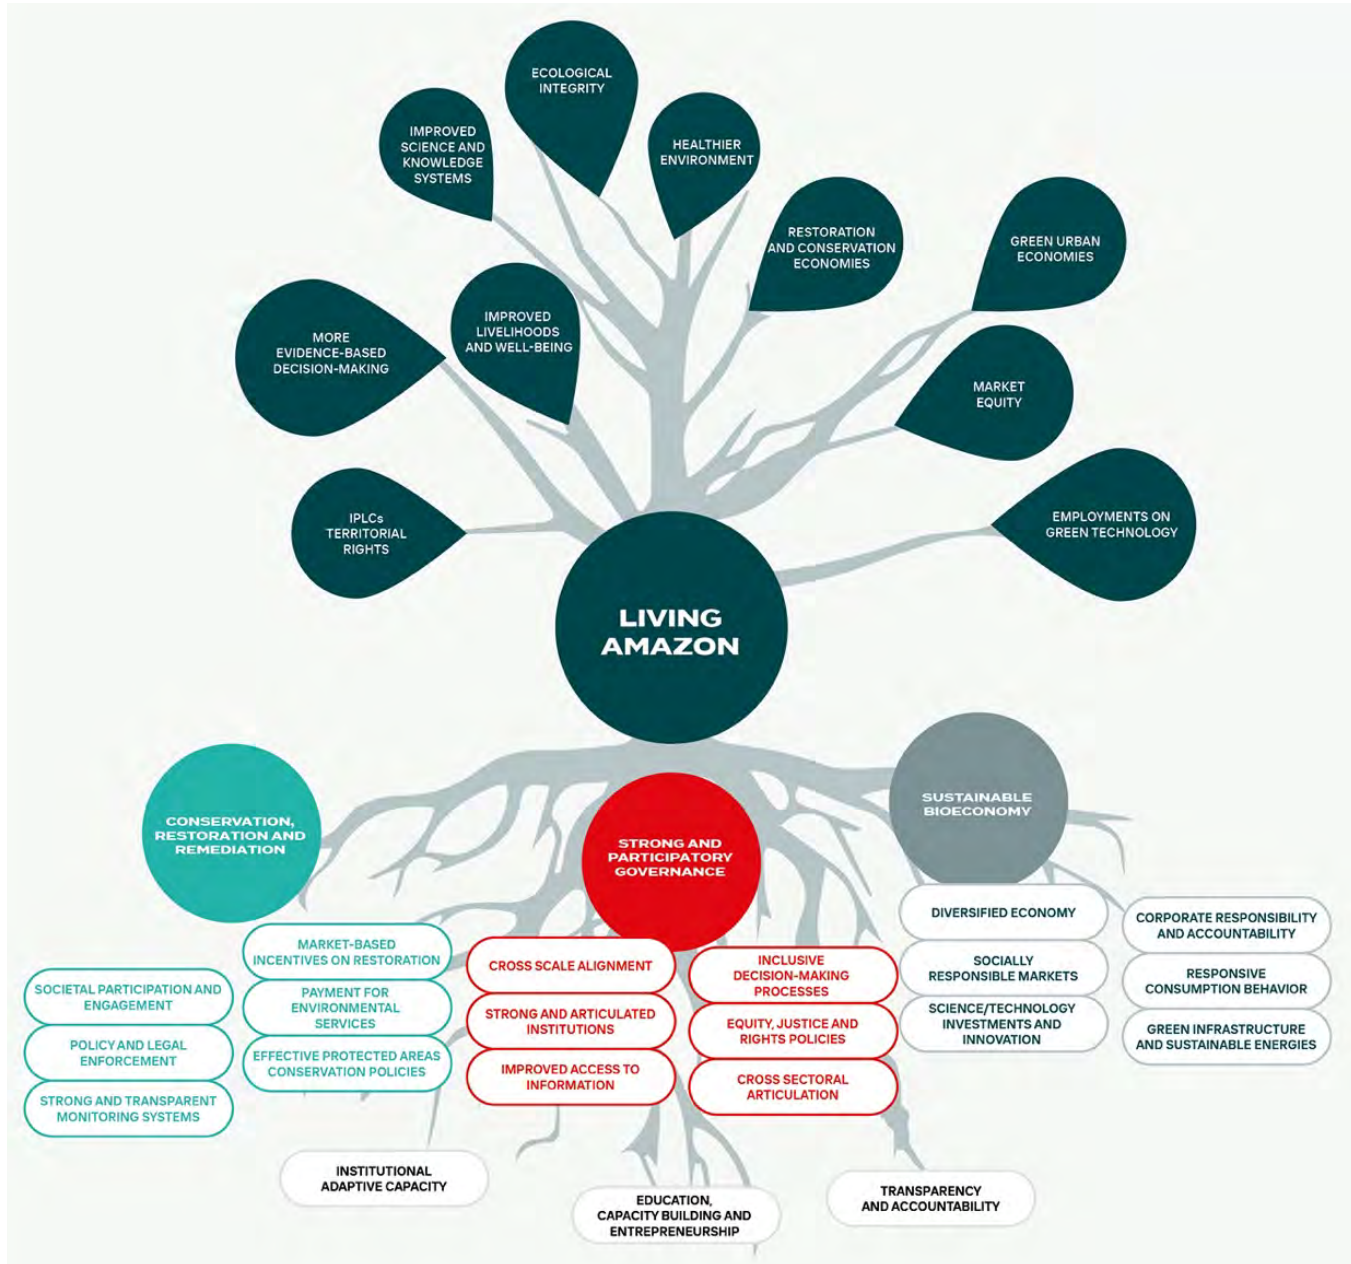 ECOLOGICAL
INTEGRITY
IMPROVED
SCIENCE AND
KNOWLEDGE
SYSTEMS
HEALTHIER
ENVIRONMENT
RESTORATION
AND CONSERVATION
ECONOMIES
GREEN URBAN
ECONOMIES
MORE
EVIDENCE-BASED
DECISION-MAKING
IMPROVED
LIVELIHOODS
AND WELL-BEING
MARKET
EQUITY
IPLCs
TERRITORIAL
RIGHTS
EMPLOYMENTS ON
GREEN TECHNOLOGY
LIVING
AMAZON
CONSERVATION,
RESTORATION AND
REMEDIATION
STRONG AND
PARTICIPATORY
GOVERNANCE
SUSTAINABLE
BIOECONOMY
SOCIETAL PARTICIPATION AND
ENGAGEMENT
POLICY AND LEGAL
ENFORCEMENT
STRONG AND TRANSPARENT
MONITORING SYSTEMS
MARKET-BASED
INCENTIVES ON RESTORATION
PAYMENT FOR
ENVIRONMENTAL
SERVICES
EFFECTIVE PROTECTED AREAS
CONSERVATION POLICIES
CROSS SCALE ALIGNMENT
STRONG AND ARTICULATED
INSTITUTIONS
IMPROVED ACCESS TO
INFORMATION
INCLUSIVE
DECISION-MAKING
PROCESSES
EQUITY, JUSTICE AND
RIGHTS POLICIES
CROSS SECTORAL
ARTICULATION
DIVERSIFIED ECONOMY
SOCIALLY
RESPONSIBLE MARKETS
SCIENCE/TECHNOLOGY
INVESTMENTS AND
INNOVATION
CORPORATE RESPONSIBILITY
AND ACCOUNTABILITY
RESPONSIVE
CONSUMPTION BEHAVIOR
GREEN INFRASTRUCTURE
AND SUSTAINABLE ENERGIES
INSTITUTIONAL
ADAPTIVE CAPACITY
EDUCATION,
CAPACITY BUILDING AND
ENTREPRENEURSHIP
TRANSPARENCY
AND ACCOUNTABILITY